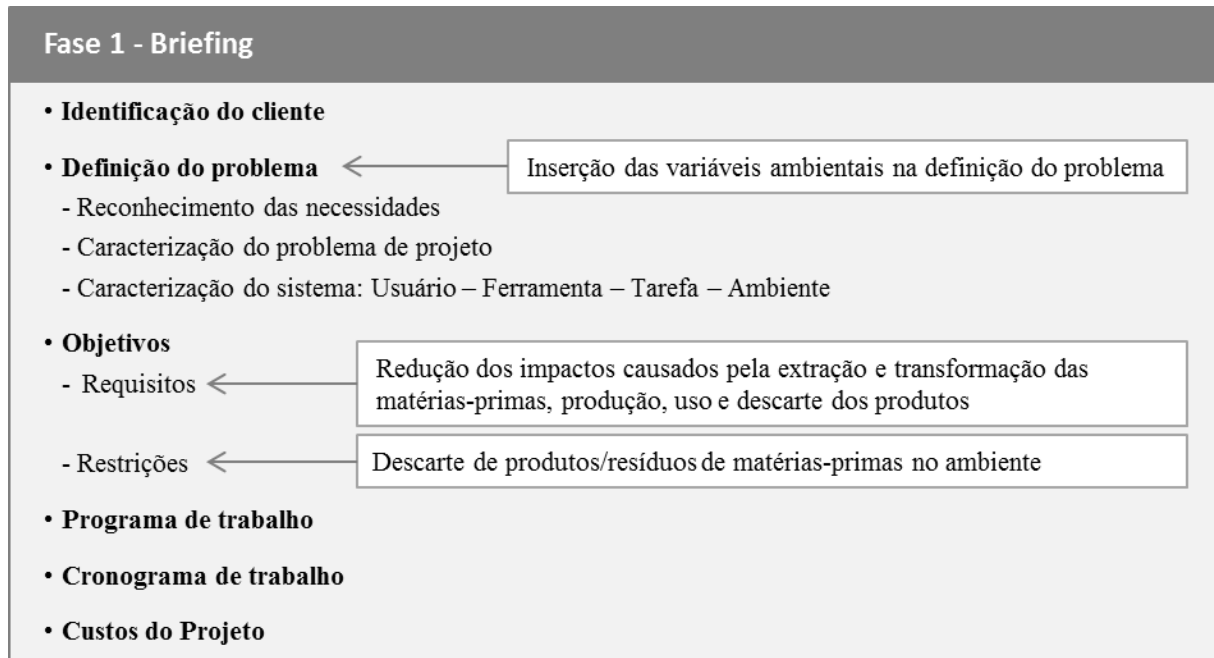 Fase 1 - Briefing
• Identificação do cliente
• Definição do problema
Inserção das variáveis ambientais na definição do problema
- Reconhecimento das necessidades
- Caracterização do problema de projeto
- Caracterização do sistema: Usuário – Ferramenta – Tarefa – Ambiente
• Objetivos
- Requisitos
Redução dos impactos causados pela extração e transformação das
matérias-primas, produção, uso e descarte dos produtos
- Restrições
Descarte de produtos/resíduos de matérias-primas no ambiente
• Programa de trabalho
• Cronograma de trabalho
• Custos do Projeto